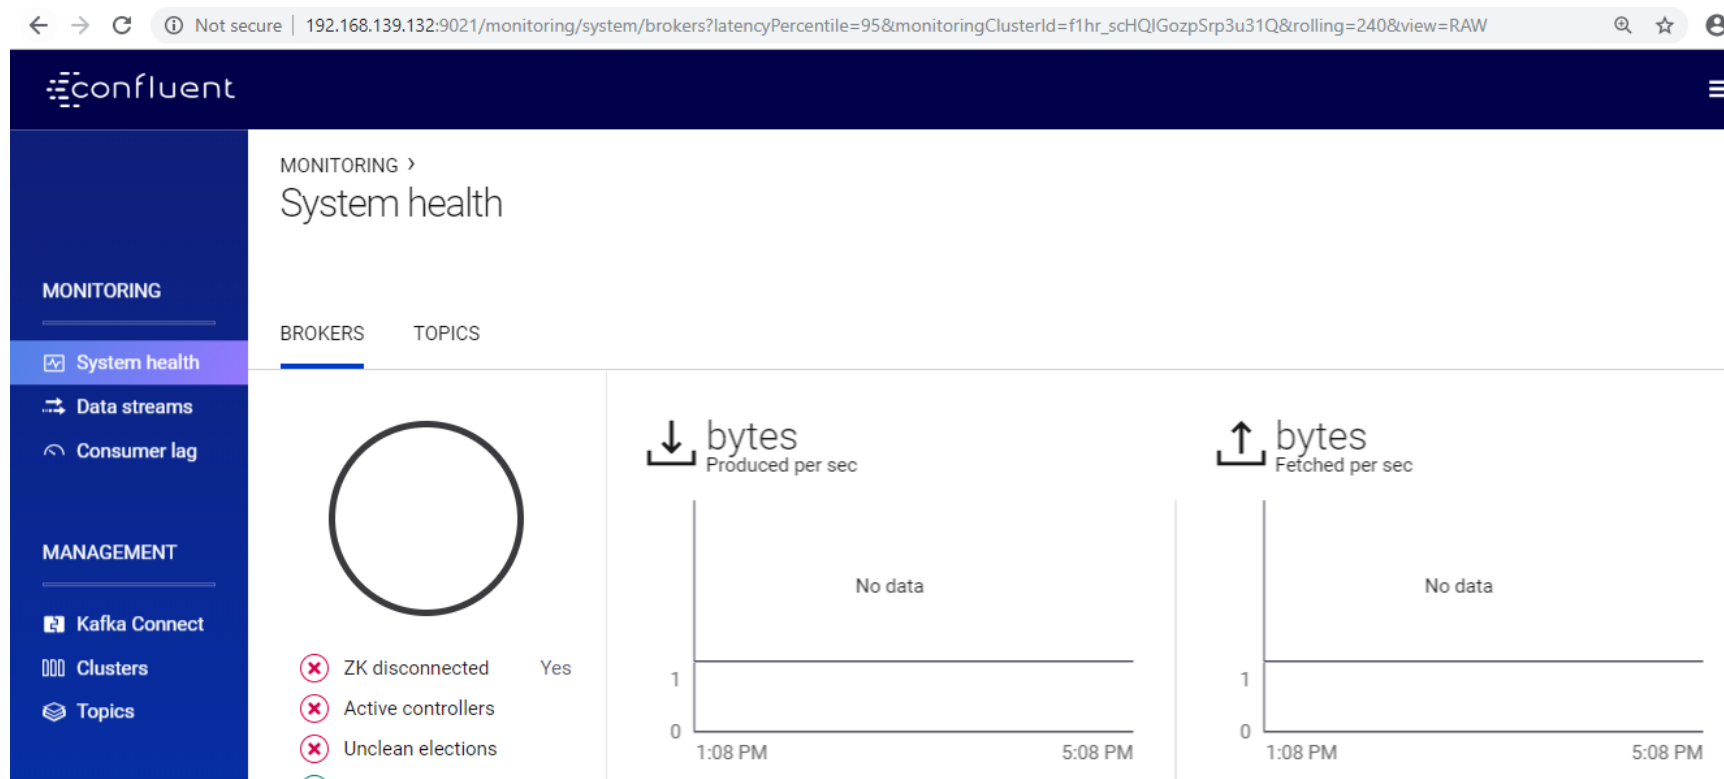 Not secure | 192.168.139.132:9021/monitoring/system/brokers?latencyPercentile=95&monitoringClusterId=f1hr_scHQIGozpSrp3u31Q&rolling=240&view=RAW
confluent
MONITORING
System health
Data streams
Consumer lag
MANAGEMENT
Kafka Connect
Clusters
Topics
MONITORING >
System health
BROKERS TOPICS
ZK disconnected Yes
Active controllers
Unclean elections
bytes
Produced per sec
No data
1
0
1:08 PM 5:08 PM
bytes
Fetched per sec
No data
1
0
1:08 PM 5:08 PM